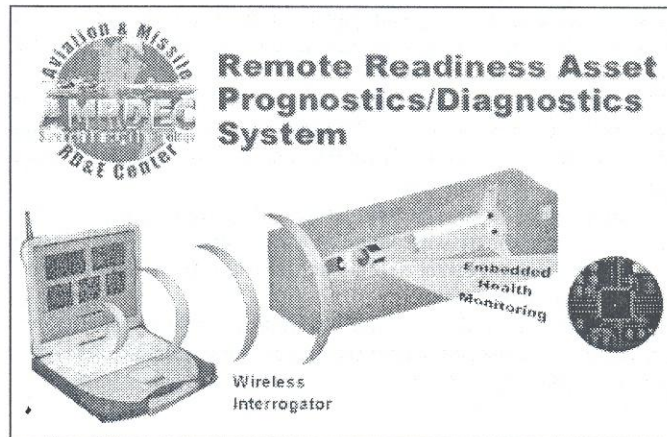 Aviation & Missile
AMRDEC
RD&E Center
Remote Readiness Asset
Prognostics/Diagnostics
System
Embedded
Health
Monitoring
Wireless
Interrogator